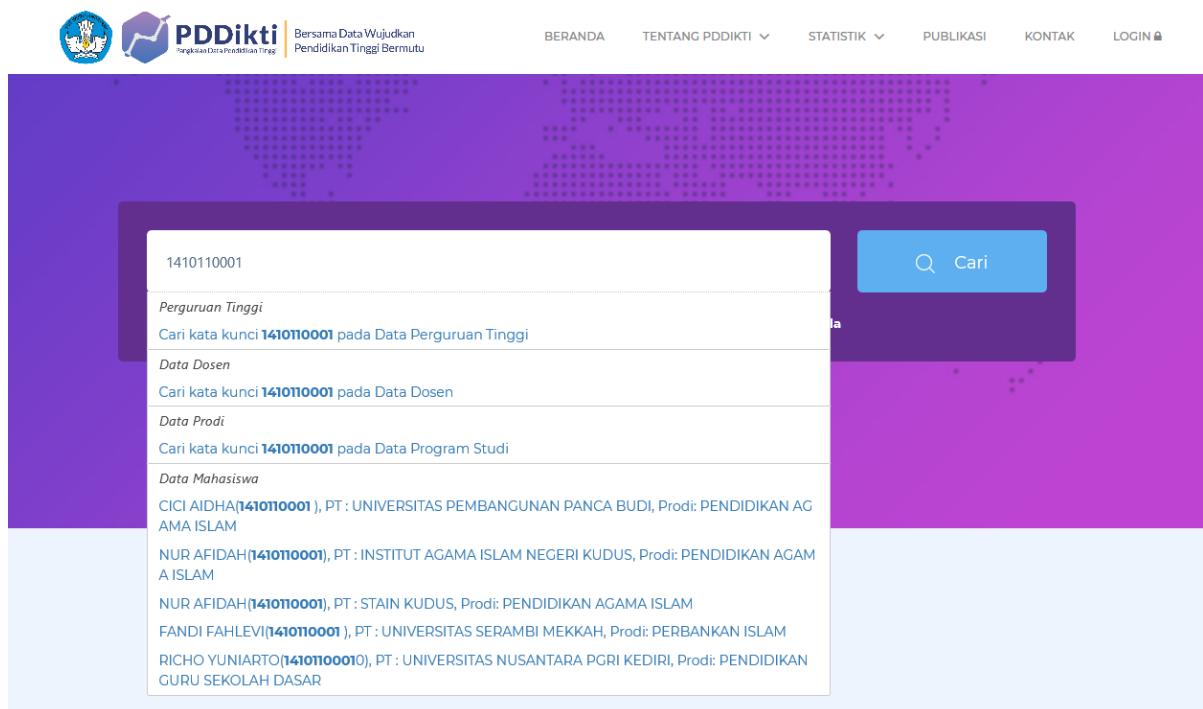 PDDikti
Pangkalan Data Pendidikan Tinggi
Bersama Data Wujudkan
Pendidikan Tinggi Bermutu
BERANDA TENTANG PDDIKTI STATISTIK PUBLIKASI KONTAK LOGIN
1410110001
Cari
Perguruan Tinggi
Cari kata kunci 1410110001 pada Data Perguruan Tinggi
la
Data Dosen
Cari kata kunci 1410110001 pada Data Dosen
Data Prodi
Cari kata kunci 1410110001 pada Data Program Studi
Data Mahasiswa
CICI AIDHA(1410110001 ), PT : UNIVERSITAS PEMBANGUNAN PANCA BUDI, Prodi: PENDIDIKAN AG
AMA ISLAM
NUR AFIDAH(1410110001), PT : INSTITUT AGAMA ISLAM NEGERI KUDUS, Prodi: PENDIDIKAN AGAM
A ISLAM
NUR AFIDAH(1410110001), PT : STAIN KUDUS, Prodi: PENDIDIKAN AGAMA ISLAM
FANDI FAHLEVI(1410110001 ), PT : UNIVERSITAS SERAMBI MEKKAH, Prodi: PERBANKAN ISLAM
RICHO YUNIARTO(14101100010), PT : UNIVERSITAS NUSANTARA PGRI KEDIRI, Prodi: PENDIDIKAN
GURU SEKOLAH DASAR